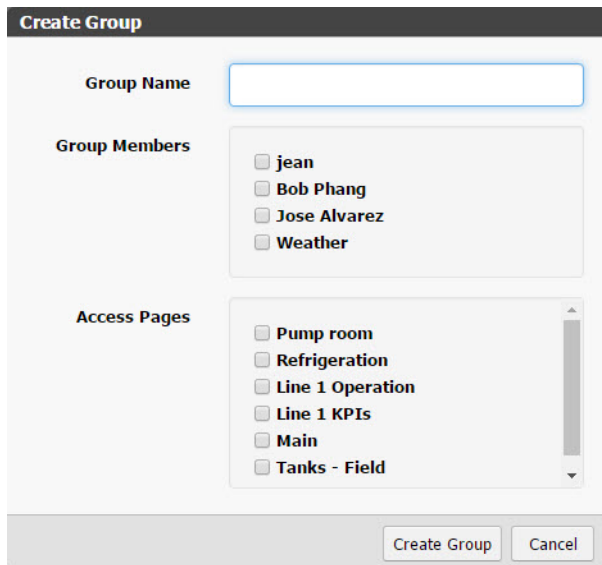 Create Group
Group Name
Group Members
jean
Bob Phang
Jose Alvarez
Weather
Access Pages
Pump room
Refrigeration
Line 1 Operation
Line 1 KPIs
Main
Tanks - Field
Create Group
Cancel